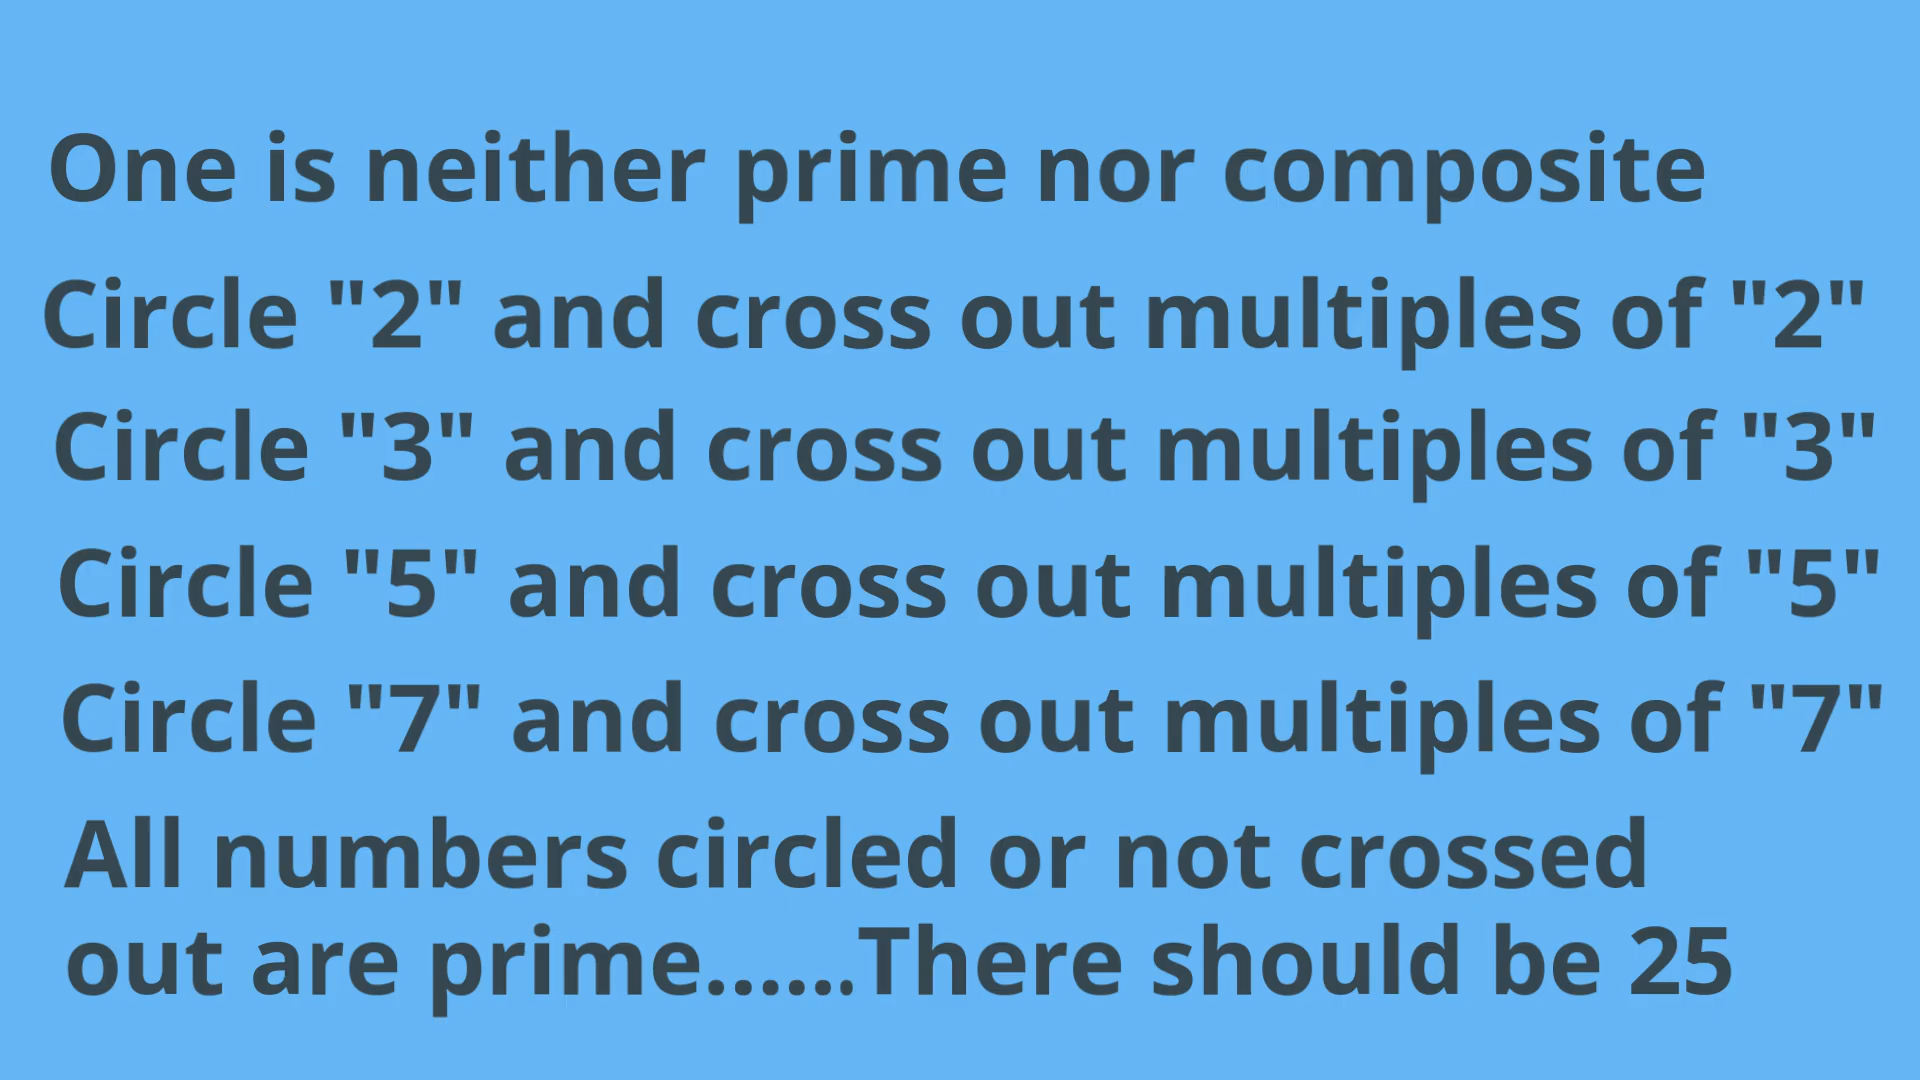 One is neither prime nor composite
Circle "2" and cross out multiples of "2"
Circle "3" and cross out multiples of "3"
Circle "5" and cross out multiples of "5"
Circle "7" and cross out multiples of "7"
All numbers circled or not crossed
out are prime......There should be 25